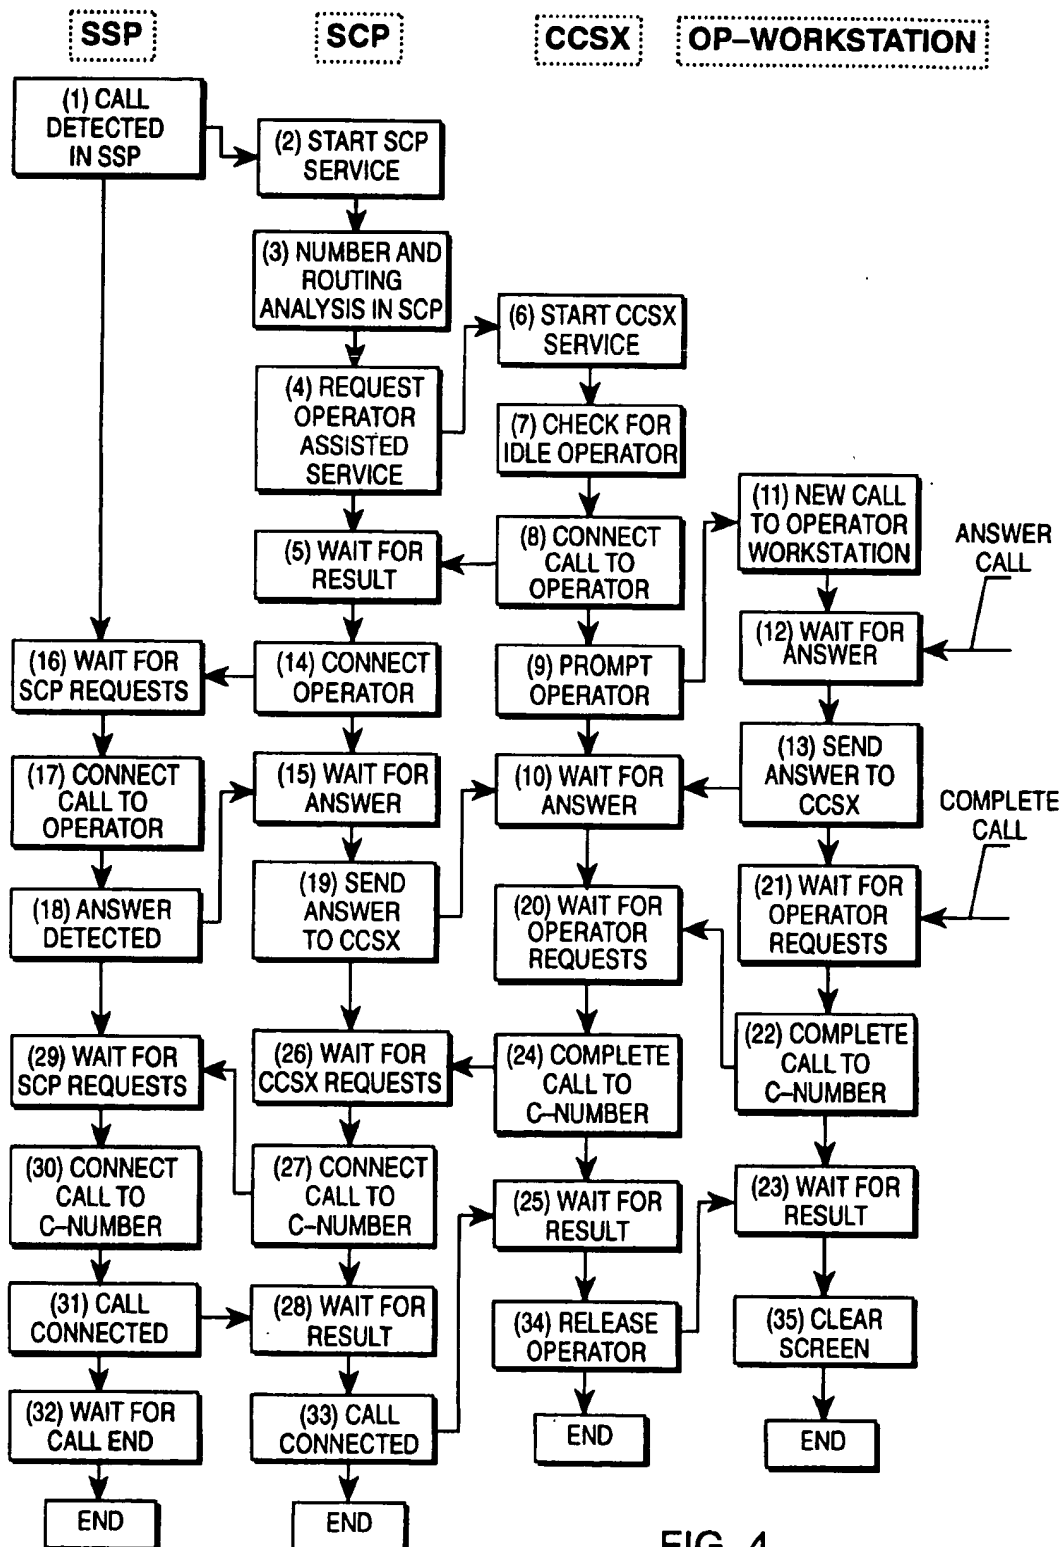 SSP
SCP
CCSX
OP–WORKSTATION
(1) CALL
DETECTED
IN SSP
(2) START SCP
SERVICE
(3) NUMBER AND
ROUTING
ANALYSIS IN SCP
(4) REQUEST
OPERATOR
ASSISTED
SERVICE
(5) WAIT FOR
RESULT
(6) START CCSX
SERVICE
(7) CHECK FOR
IDLE OPERATOR
(8) CONNECT
CALL TO
OPERATOR
(9) PROMPT
OPERATOR
(10) WAIT FOR
ANSWER
(11) NEW CALL
TO OPERATOR
WORKSTATION
ANSWER
CALL
(12) WAIT FOR
ANSWER
(13) SEND
ANSWER TO
CCSX
COMPLETE
CALL
(14) CONNECT
OPERATOR
(15) WAIT FOR
ANSWER
(16) WAIT FOR
SCP REQUESTS
(17) CONNECT
CALL TO
OPERATOR
(18) ANSWER
DETECTED
(19) SEND
ANSWER
TO CCSX
(20) WAIT FOR
OPERATOR
REQUESTS
(21) WAIT FOR
OPERATOR
REQUESTS
(22) COMPLETE
CALL TO
C–NUMBER
(23) WAIT FOR
RESULT
(24) COMPLETE
CALL TO
C–NUMBER
(25) WAIT FOR
RESULT
(26) WAIT FOR
CCSX REQUESTS
(27) CONNECT
CALL TO
C–NUMBER
(28) WAIT FOR
RESULT
(29) WAIT FOR
SCP REQUESTS
(30) CONNECT
CALL TO
C–NUMBER
(31) CALL
CONNECTED
(32) WAIT FOR
CALL END
(33) CALL
CONNECTED
(34) RELEASE
OPERATOR
(35) CLEAR
SCREEN
END
END
END
END
FIG. 4